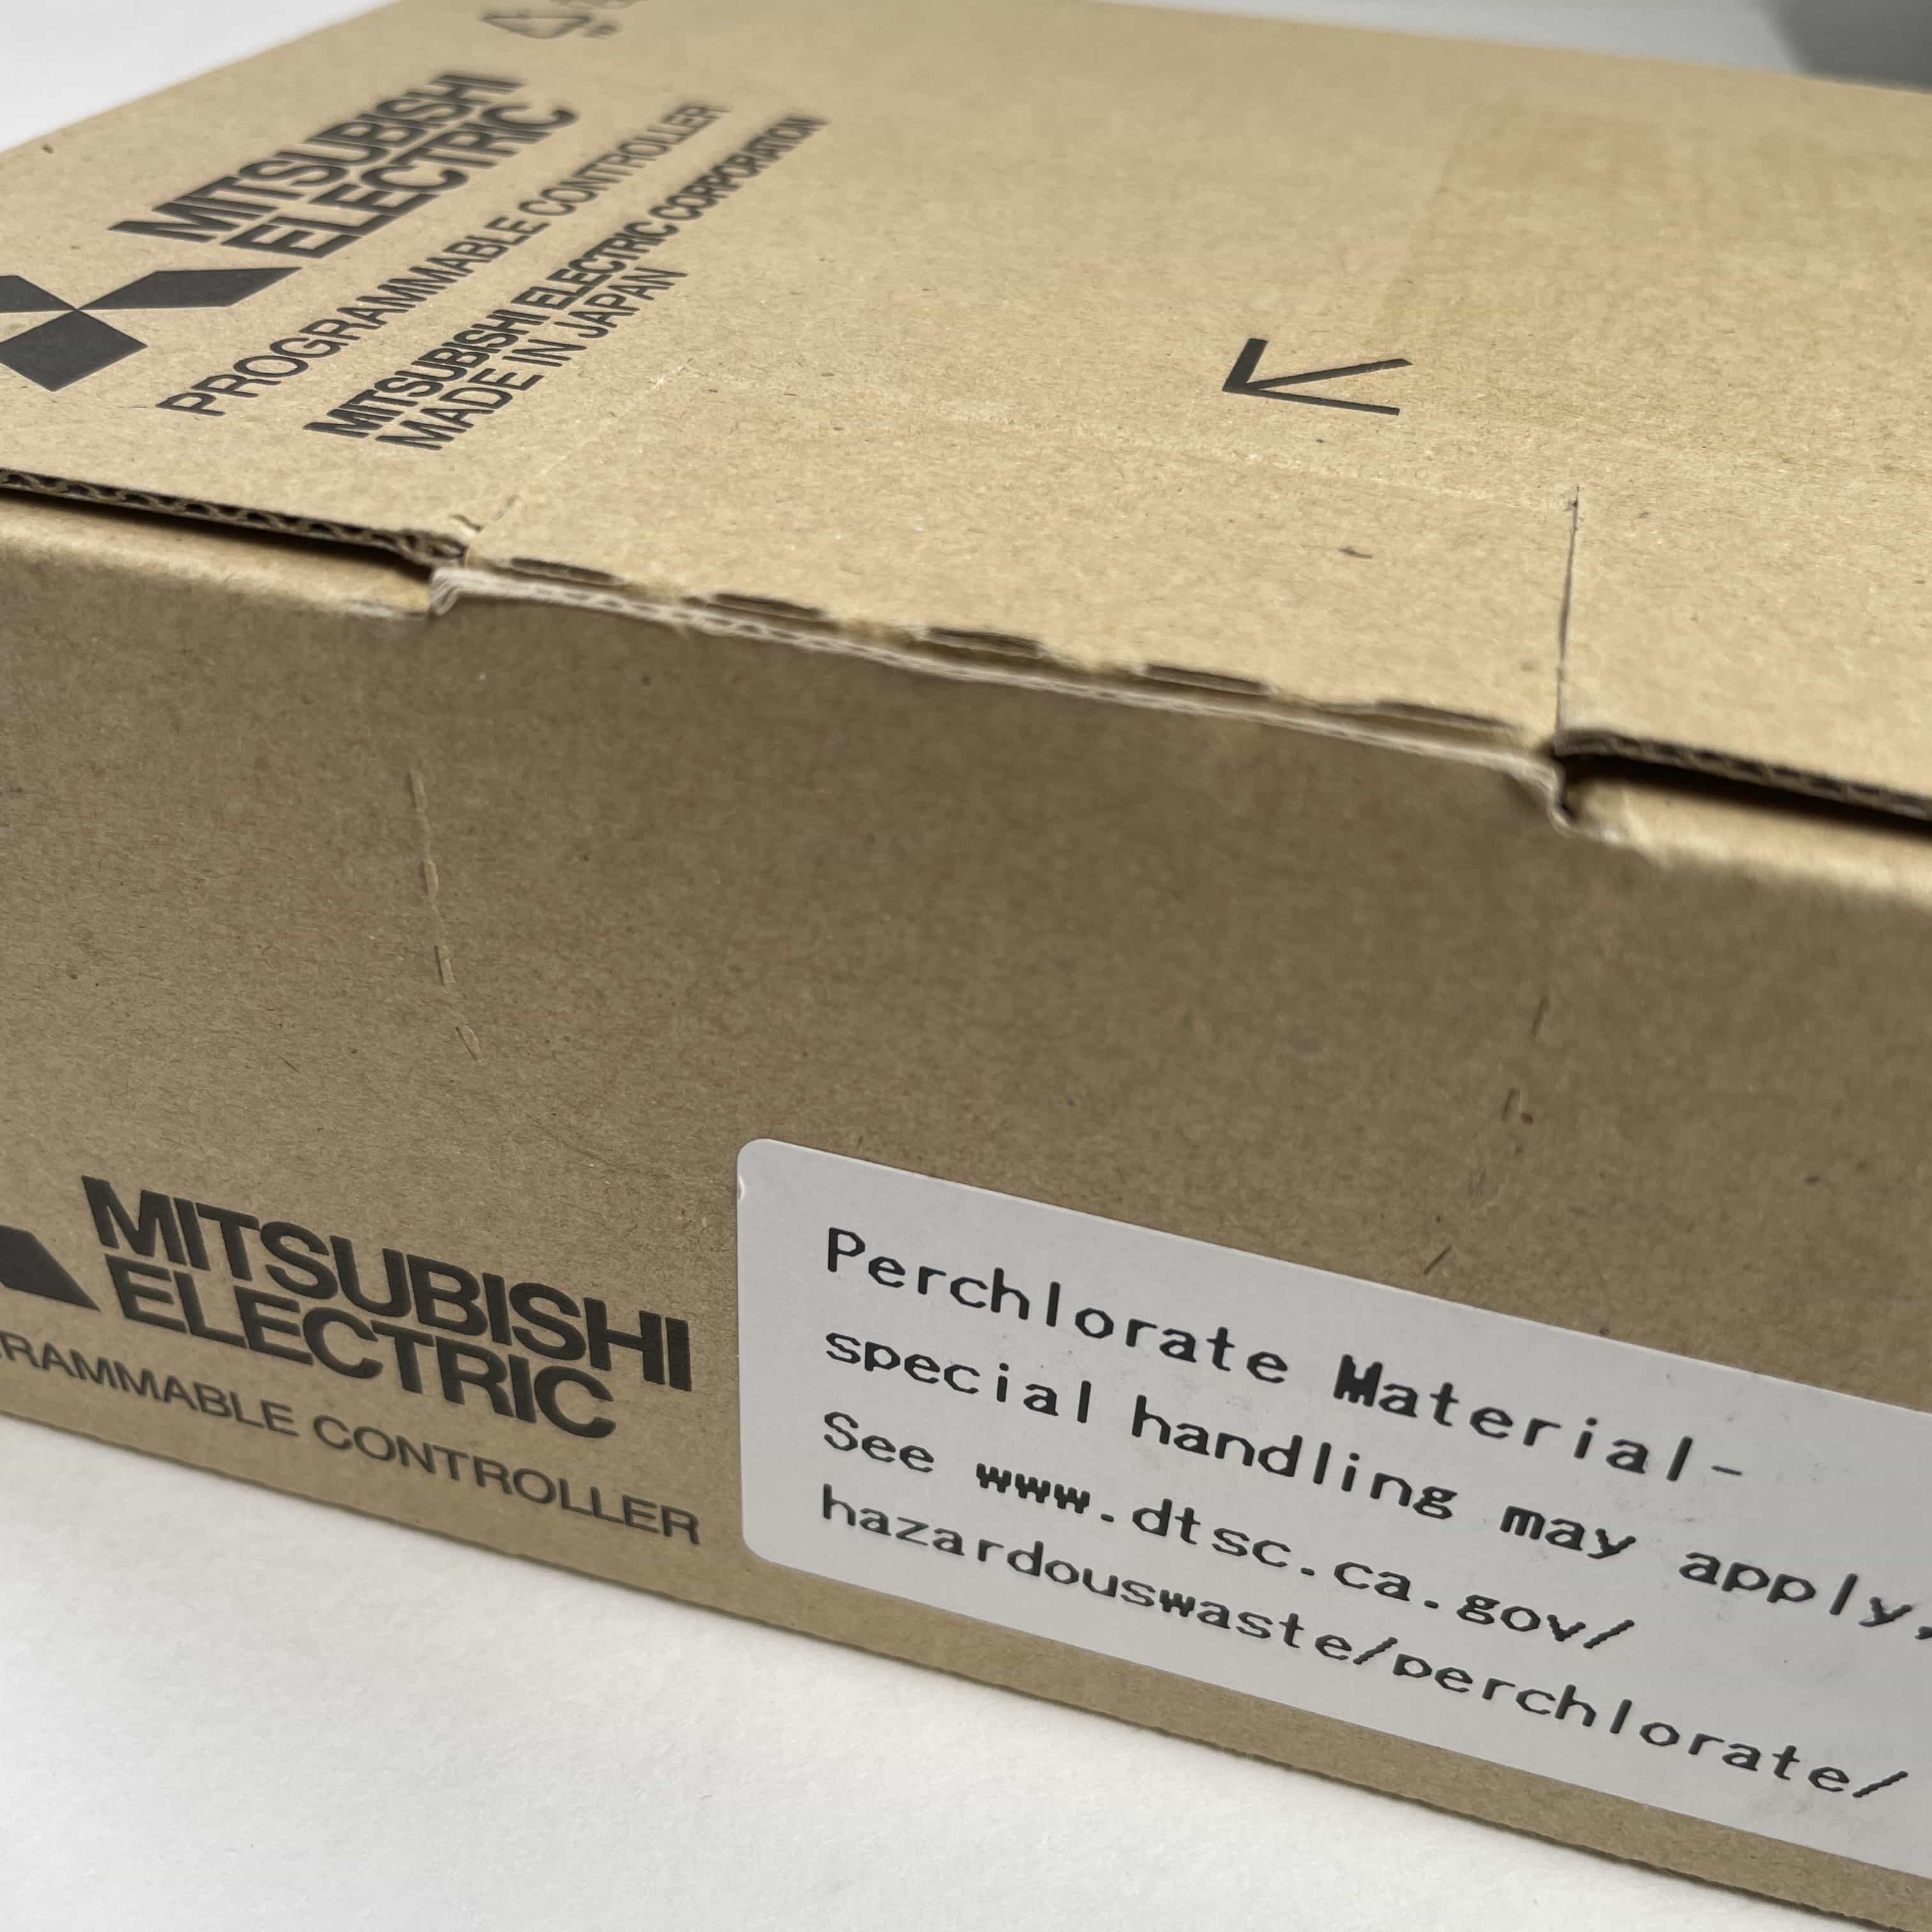 MITSUBISHI
ELECTRIC
PROGRAMMABLE CONTROLLER
MITSUBISHI ELECTRIC CORPORATION
MADE IN JAPAN
MITSUBISHI
ELECTRIC
RAMMABLE CONTROLLER
Perchlorate Material-
special handling may apply,
See www.dtsc.ca.gov/
hazardouswaste/perchlorate/